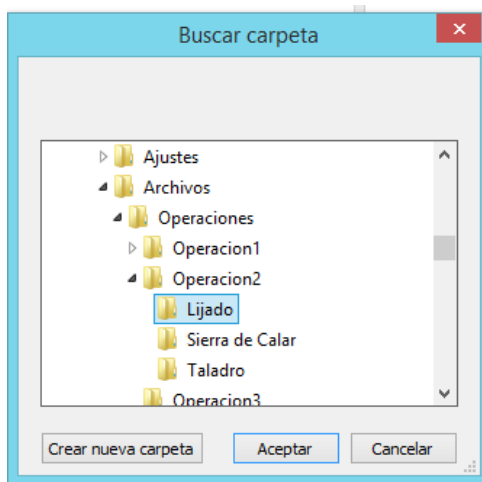 Buscar carpeta
Ajustes
Archivos
Operaciones
Operacion1
Operacion2
Lijado
Sierra de Calar
Taladro
Operacion3
Crear nueva carpeta Aceptar Cancelar